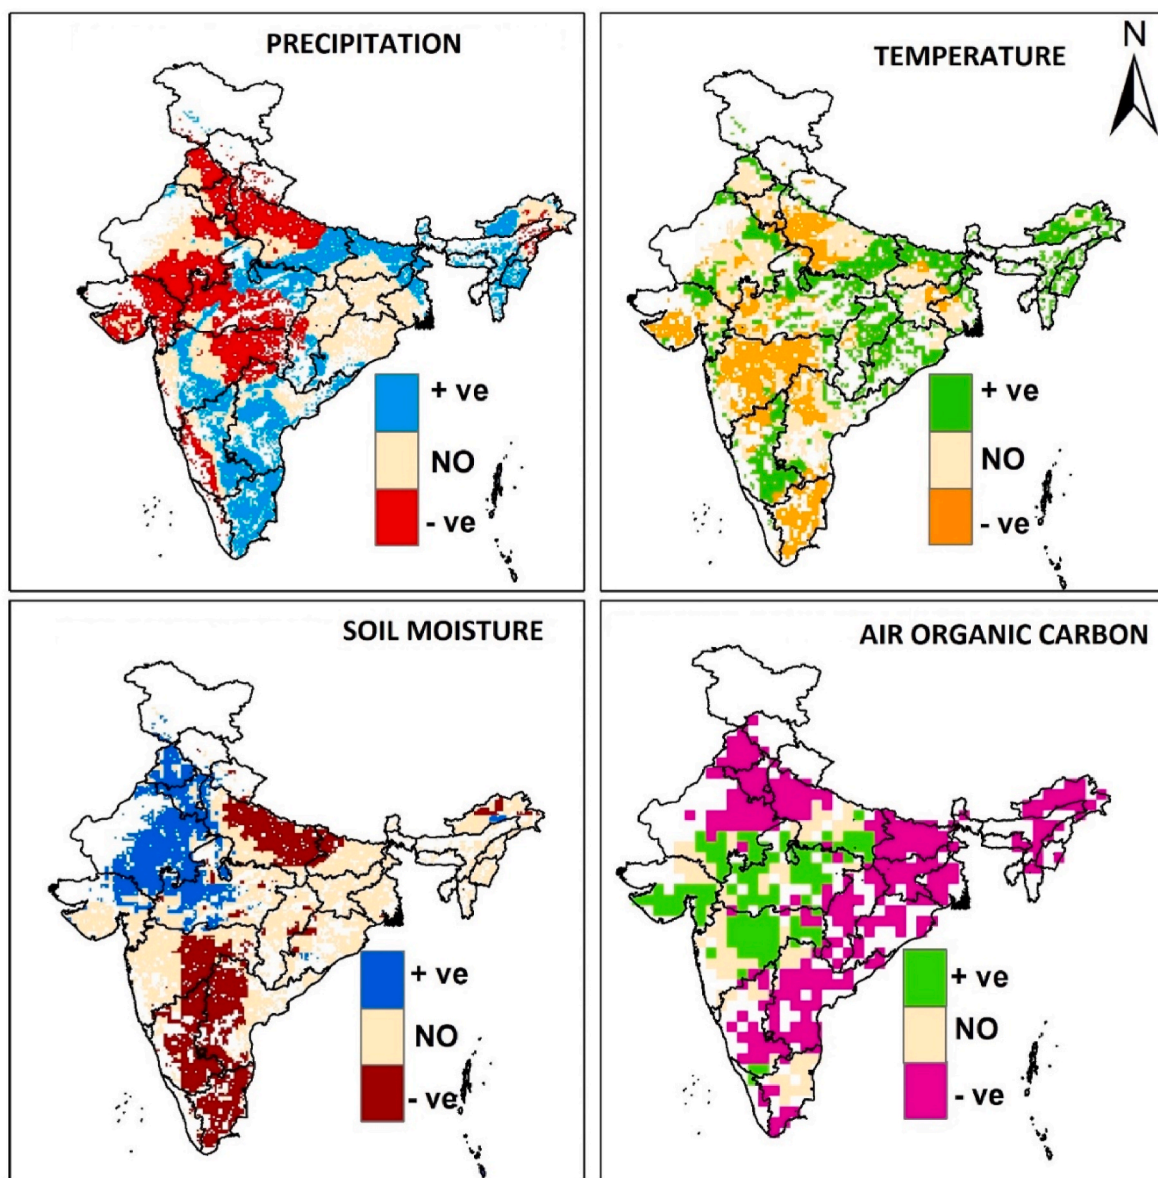 PRECIPITATION
+ ve
NO
- ve
TEMPERATURE
N
+ ve
NO
- ve
SOIL MOISTURE
+ ve
NO
- ve
AIR ORGANIC CARBON
+ ve
NO
- ve